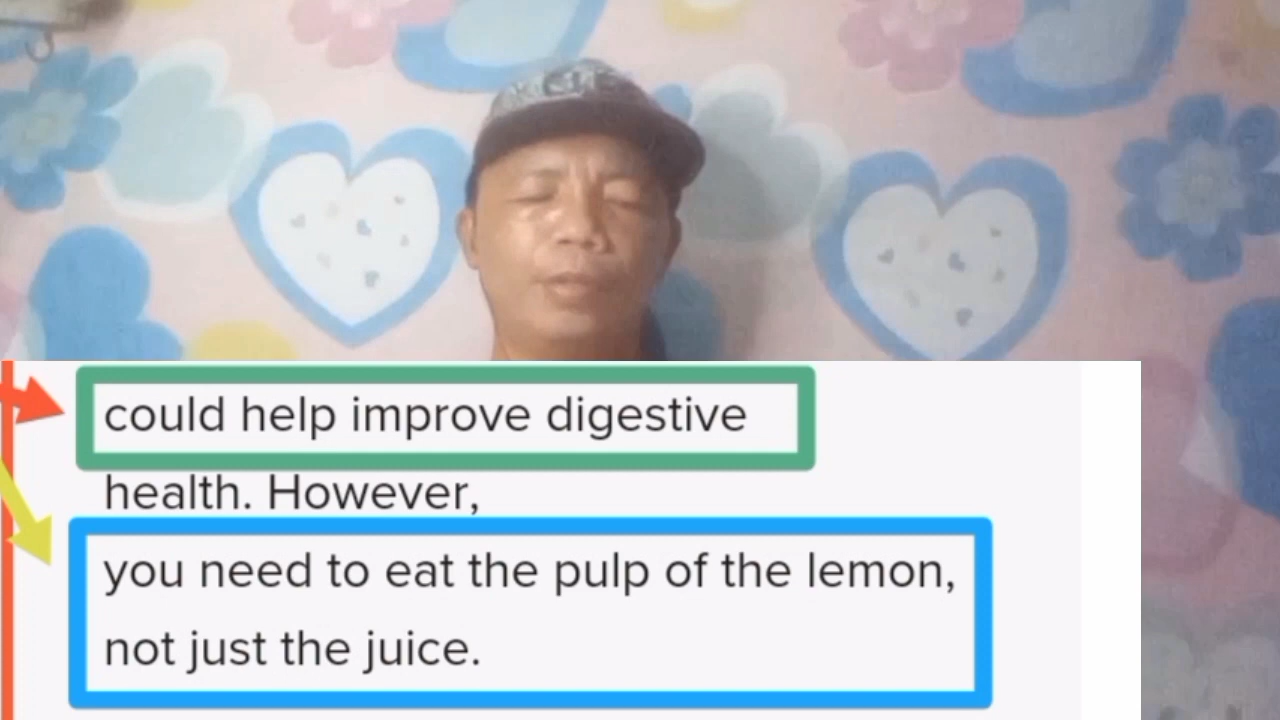 could help improve digestive
health. However,
you need to eat the pulp of the lemon,
not just the juice.